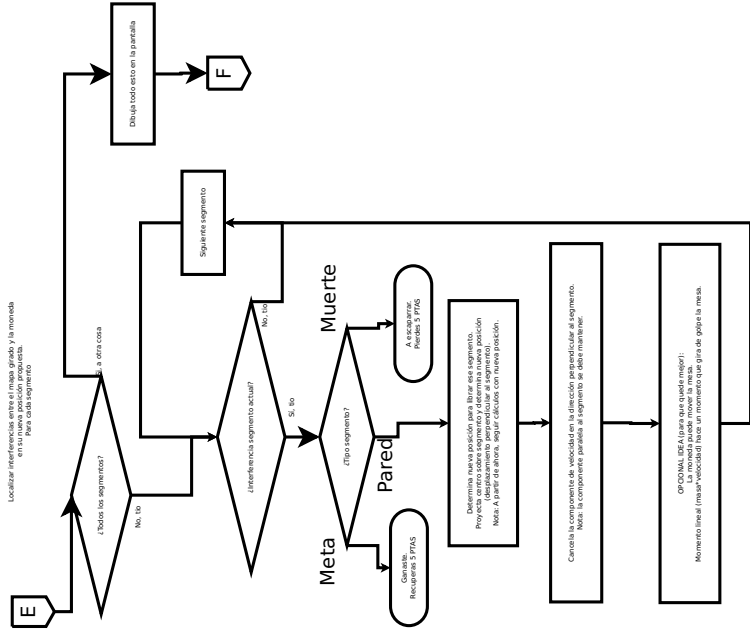 Localizar interferencias entre el mapa girado y la moneda
en su nueva posición propuesta.
Para cada segmento
E
¿Todos los segmentos?
Sí, a otra cosa
No, tio
Dibuja todo esto en la pantalla
F
Siguiente segmento
¿Interferencia segmento actual?
No, tio
Sí, tio
¿Tipo segmento?
Meta
Pared
Muerte
Ganaste.
Recuperas 5 PTAS
A escaparrar.
Pierdes 5 PTAS
Determina nueva posición para librar ese segmento.
Proyecta centro sobre segmento y determina nueva posición
(desplazamiento perpendicular al segmento).
Nota: A partir de ahora, seguir cálculos con nueva posición.
Cancela la componente de velocidad en la dirección perpendicular al segmento.
Nota: la componente paralela al segmento se debe mantener.
OPCIONAL IDEA (para que quede mejor):
La moneda puede mover la mesa.
Momento lineal (masa*velocidad) hace un momento que gira de golpe la mesa.